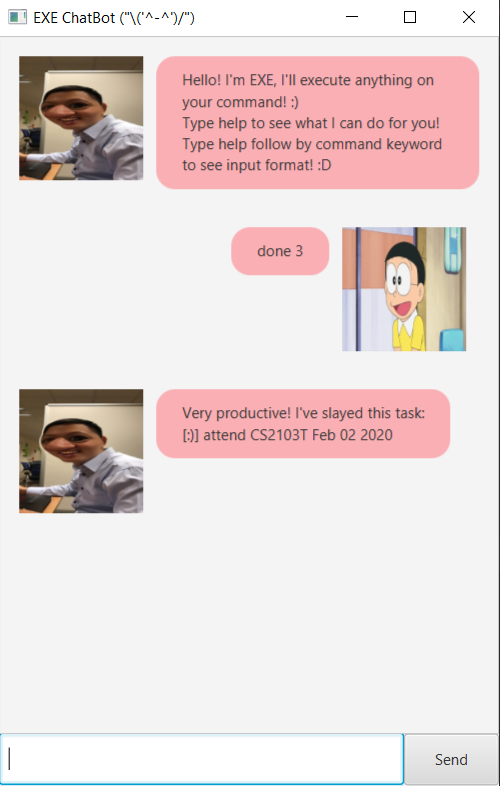 EXE ChatBot ("\('^-^')/")
Hello! I'm EXE, I'll execute anything on
your command! :)
Type help to see what I can do for you!
Type help follow by command keyword
to see input format! :D
done 3
Very productive! I've slayed this task:
[;)] attend CS2103T Feb 02 2020
Send